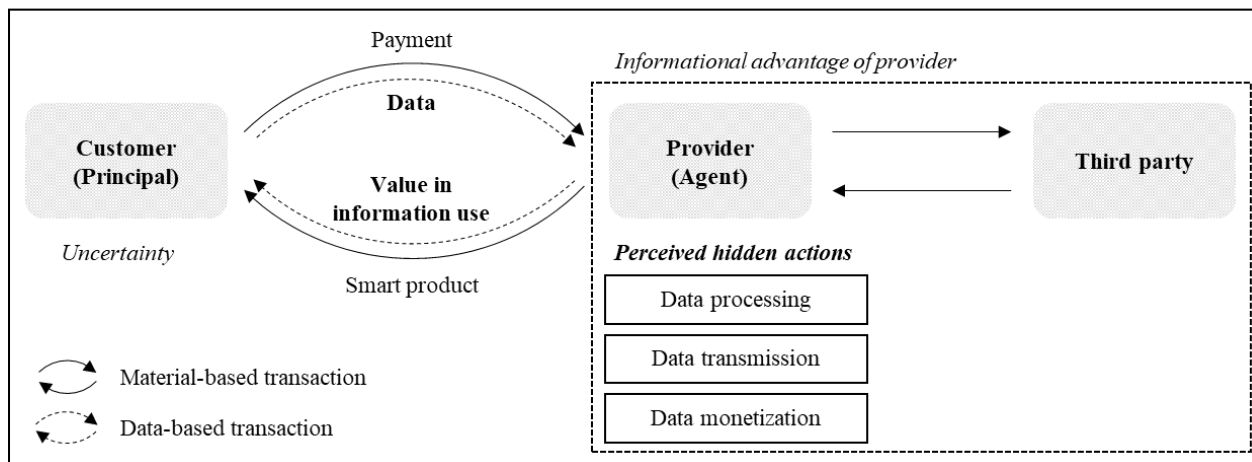 Payment
Data
Informational advantage of provider
Customer
(Principal)
Uncertainty
Value in
information use
Smart product
Provider
(Agent)
Third party
Perceived hidden actions
Data processing
Data transmission
Data monetization
Material-based transaction
Data-based transaction